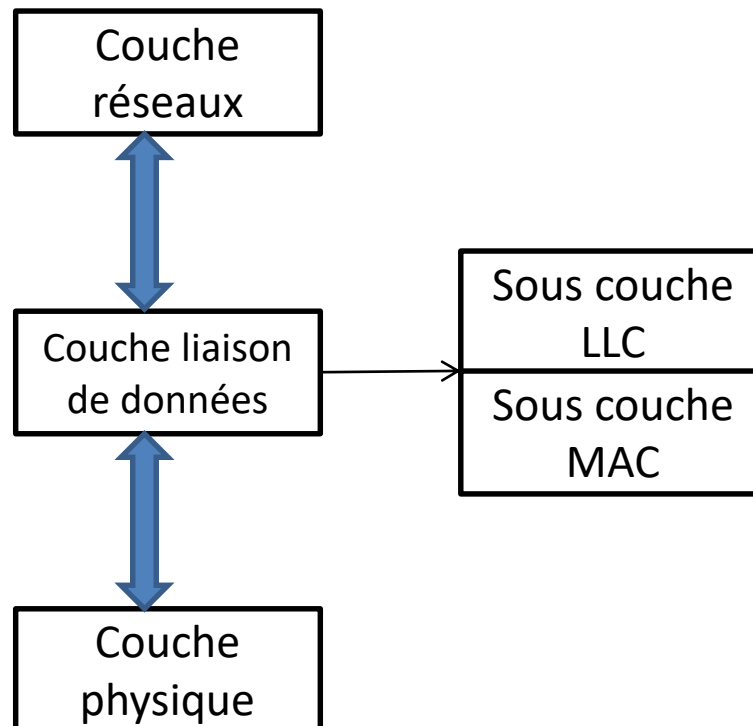 Couche
réseaux
Couche liaison
de données
Sous couche
LLC
Sous couche
MAC
Couche
physique